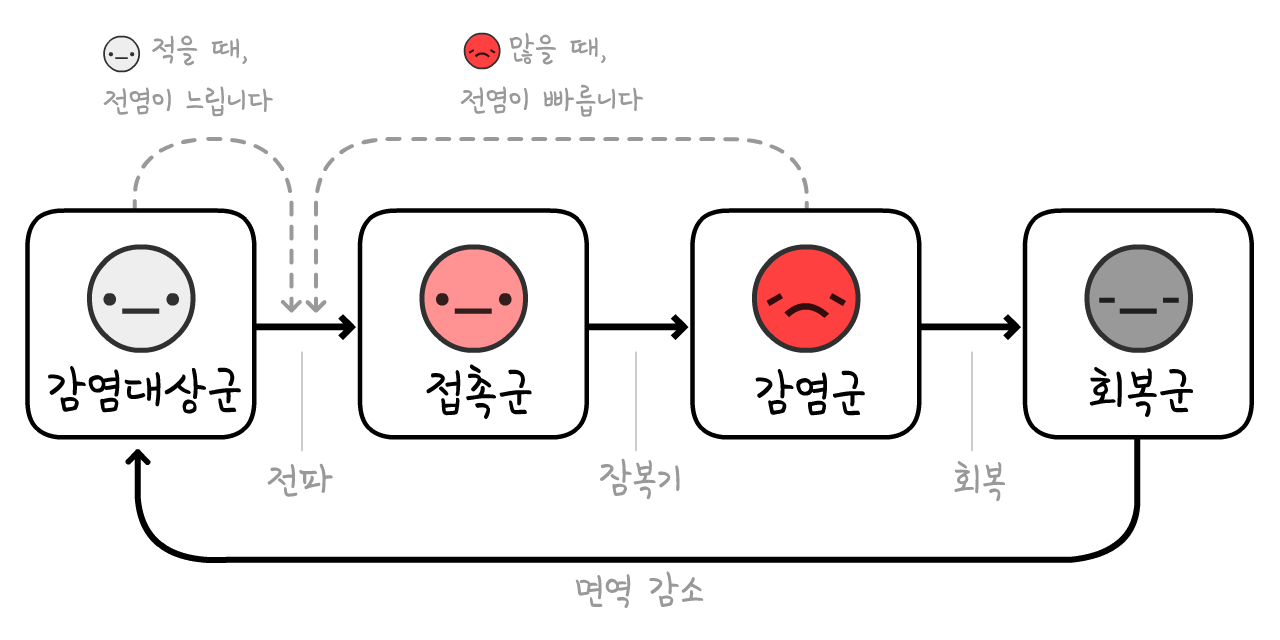 적을 때,
전염이 느립니다
많을 때,
전염이 빠릅니다
감염대상군
접촉군
감염군
회복군
전파
잠복기
회복
면역 감소